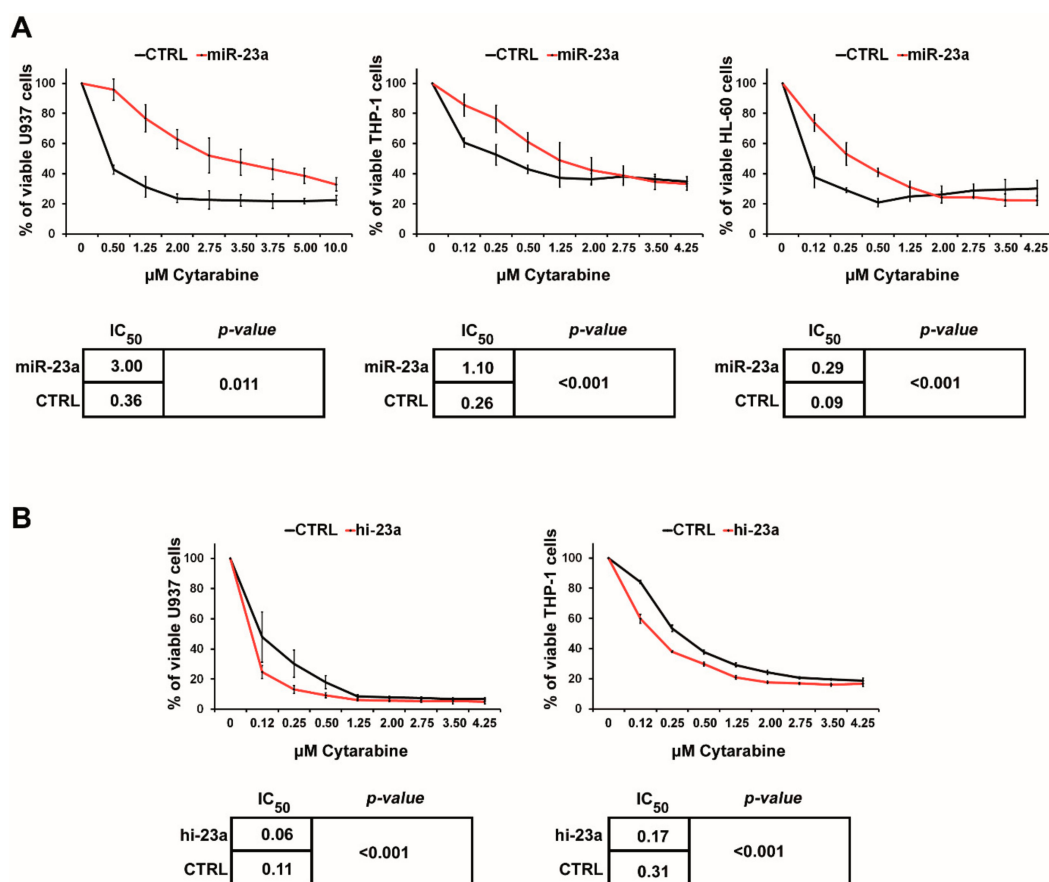 A
CTRL miR-23a
% of viable U937 cells
100
80
60
40
20
0
0 0.50 1.25 2.00 2.75 3.50 3.75 5.00 10.0
µM Cytarabine
CTRL miR-23a
% of viable THP-1 cells
100
80
60
40
20
0
0 0.12 0.25 0.50 1.25 2.00 2.75 3.50 4.25
µM Cytarabine
CTRL miR-23a
% of viable HL-60 cells
100
80
60
40
20
0
0 0.12 0.25 0.50 1.25 2.00 2.75 3.50 4.25
µM Cytarabine
IC50 p-value
miR-23a 3.00
0.011
CTRL 0.36
IC50 p-value
miR-23a 1.10
<0.001
CTRL 0.26
IC50 p-value
miR-23a 0.29
<0.001
CTRL 0.09
B
CTRL hi-23a
% of viable U937 cells
100
80
60
40
20
0
0 0.12 0.25 0.50 1.25 2.00 2.75 3.50 4.25
µM Cytarabine
CTRL hi-23a
% of viable THP-1 cells
100
80
60
40
20
0
0 0.12 0.25 0.50 1.25 2.00 2.75 3.50 4.25
µM Cytarabine
IC50 p-value
hi-23a 0.06
<0.001
CTRL 0.11
IC50 p-value
hi-23a 0.17
<0.001
CTRL 0.31